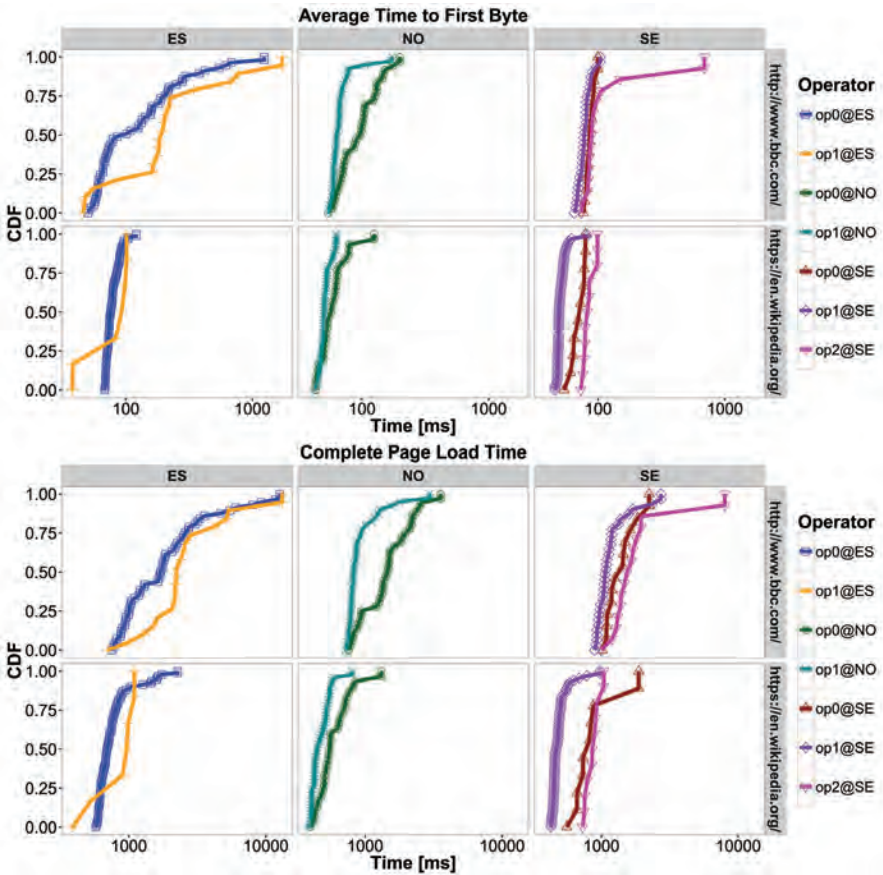 Average Time to First Byte
ES NO SE
1.00
0.75
0.50
0.25
0.00
http://www.bbc.com/
1.00
0.75
0.50
0.25
0.00
https://en.wikipedia.org/
CDF
100 1000 100 1000 100 1000
Time [ms]
Operator
op0@ES
op1@ES
op0@NO
op1@NO
op0@SE
op1@SE
op2@SE
Complete Page Load Time
ES NO SE
1.00
0.75
0.50
0.25
0.00
http://www.bbc.com/
1.00
0.75
0.50
0.25
0.00
https://en.wikipedia.org/
CDF
1000 10000 1000 10000 1000 10000
Time [ms]
Operator
op0@ES
op1@ES
op0@NO
op1@NO
op0@SE
op1@SE
op2@SE